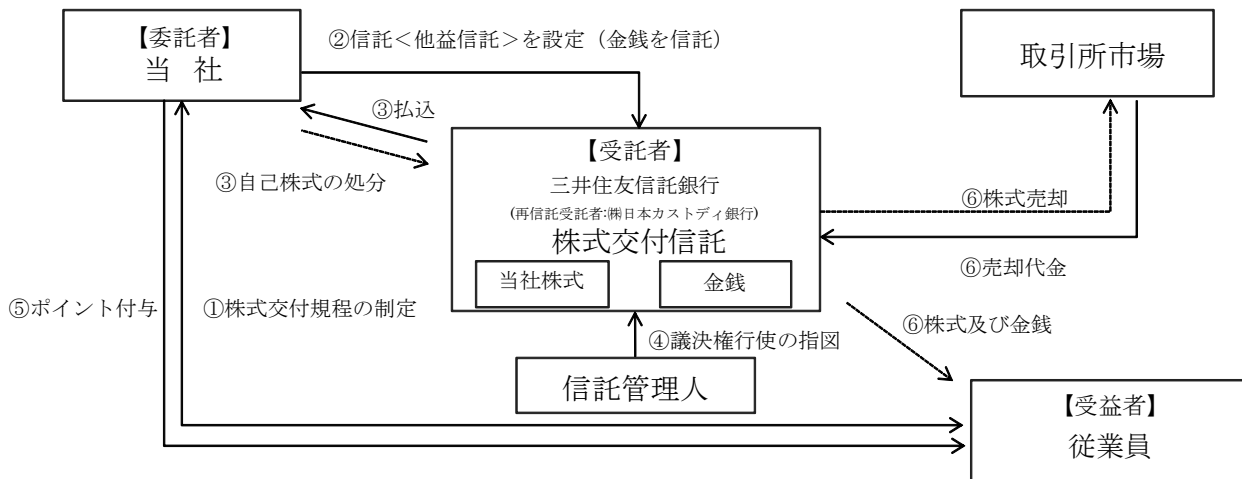 【委託者】
当 社
②信託<他益信託>を設定（金銭を信託）
取引所市場
③払込
③自己株式の処分
【受託者】
三井住友信託銀行
(再信託受託者:㈱日本カストディ銀行)
株式交付信託
当社株式
金銭
⑥株式売却
⑥売却代金
⑤ポイント付与
①株式交付規程の制定
④議決権行使の指図
⑥株式及び金銭
信託管理人
【受益者】
従業員